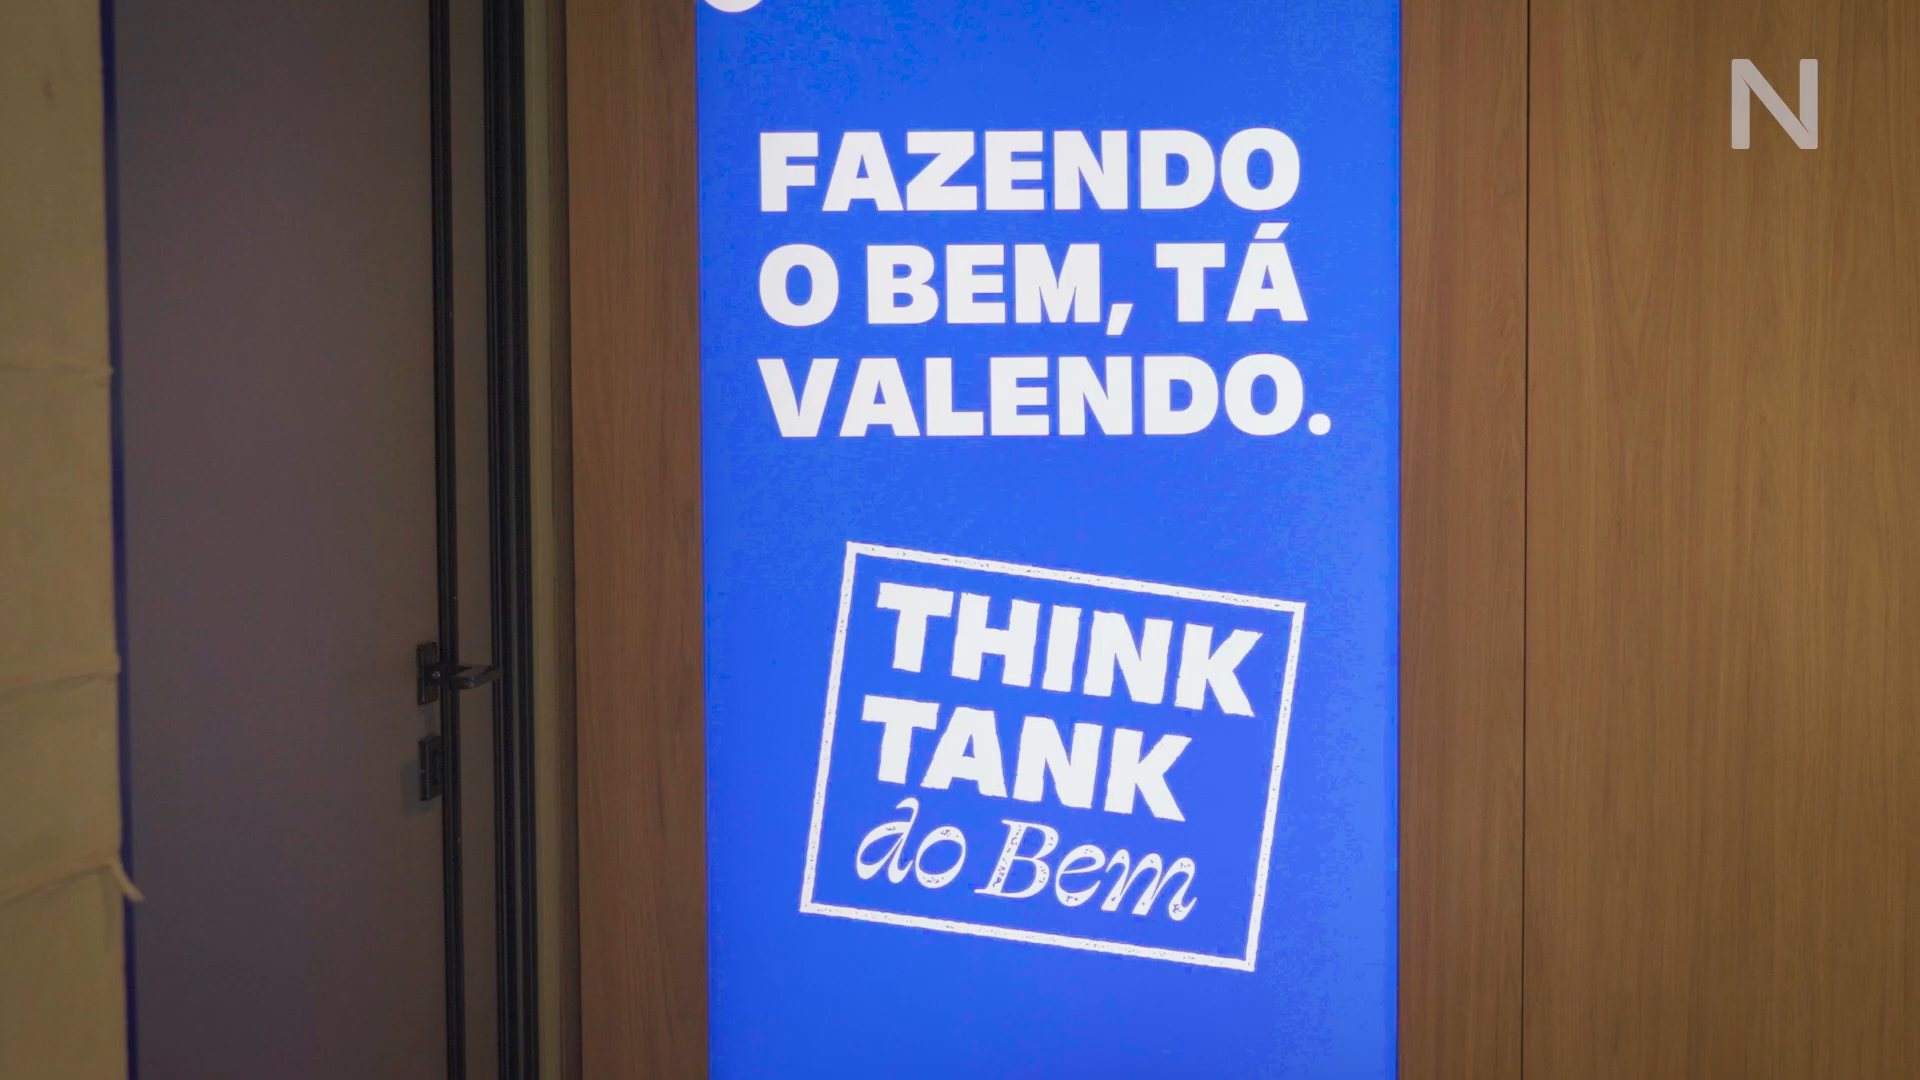 N
FAZENDO
O BEM, TÁ
VALENDO.
THINK
TANK
do Bem